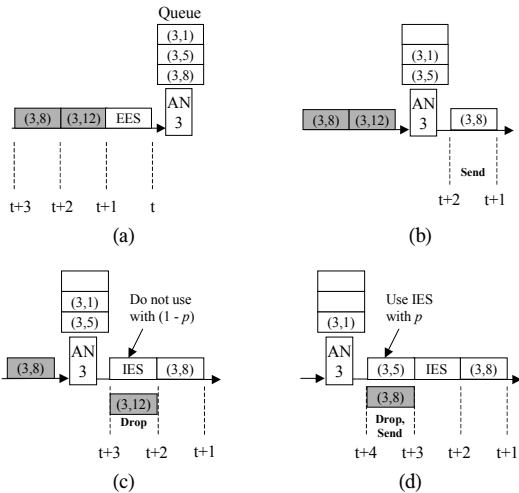 Queue
(3,1)
(3,5)
(3,8)
(3,8) (3,12) EES
AN
3
t+3 t+2 t+1 t
(a)
(3,1)
(3,5)
(3,8) (3,12)
AN
3
(3,8)
Send
t+2 t+1
(b)
(3,1)
(3,5)
Do not use
with (1 - p)
(3,8)
AN
3
IES (3,8)
(3,12)
Drop
t+3 t+2 t+1
(c)
(3,1)
Use IES
with p
AN
3
(3,5) IES (3,8)
(3,8)
Drop,
Send
t+4 t+3 t+2 t+1
(d)